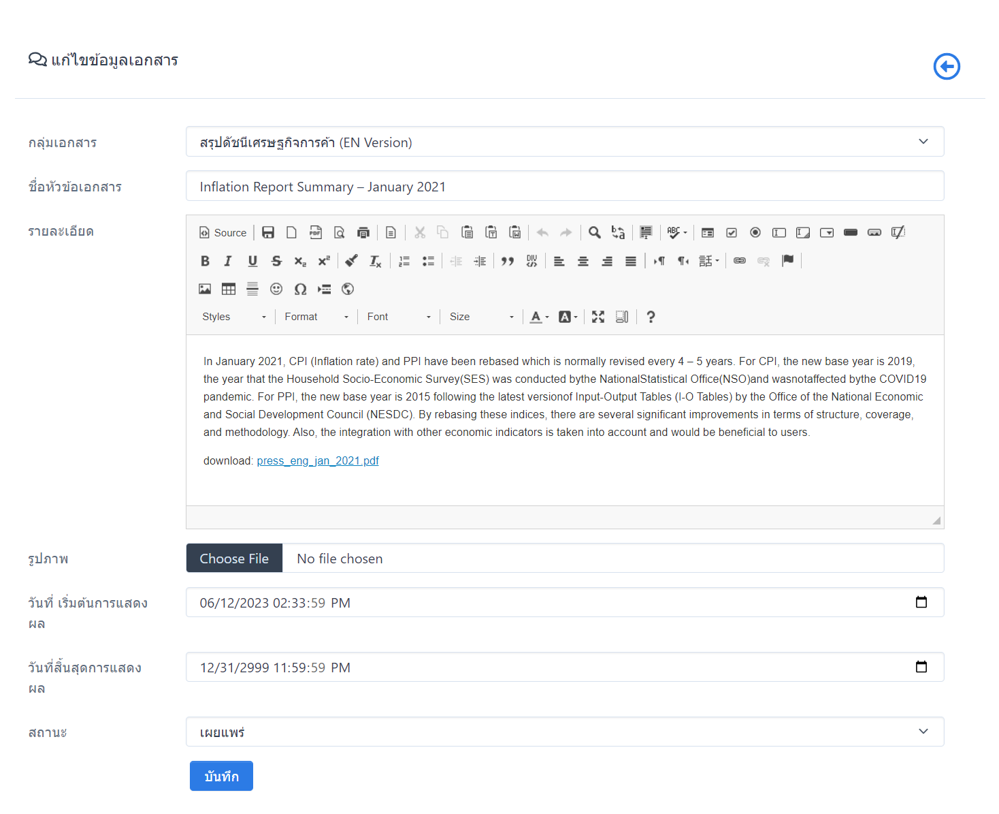 แก้ไขข้อมูลเอกสาร
กลุ่มเอกสาร
สรุปดัชนีเศรษฐกิจการค้า (EN Version)
ชื่อหัวข้อเอกสาร
Inflation Report Summary – January 2021
รายละเอียด
Source
PDF
ABC
B I U S x₂ x² Tx
DIV
話
Ω
Styles Format Font Size A A ?
In January 2021, CPI (Inflation rate) and PPI have been rebased which is normally revised every 4 – 5 years. For CPI, the new base year is 2019,
the year that the Household Socio-Economic Survey(SES) was conducted bythe NationalStatistical Office(NSO)and wasnotaffected bythe COVID19
pandemic. For PPI, the new base year is 2015 following the latest versionof Input-Output Tables (I-O Tables) by the Office of the National Economic
and Social Development Council (NESDC). By rebasing these indices, there are several significant improvements in terms of structure, coverage,
and methodology. Also, the integration with other economic indicators is taken into account and would be beneficial to users.
download: press_eng_jan_2021.pdf
รูปภาพ
Choose File No file chosen
วันที่ เริ่มต้นการแสดง
ผล
06/12/2023 02:33:59 PM
วันที่สิ้นสุดการแสดง
ผล
12/31/2999 11:59:59 PM
สถานะ
เผยแพร่
บันทึก